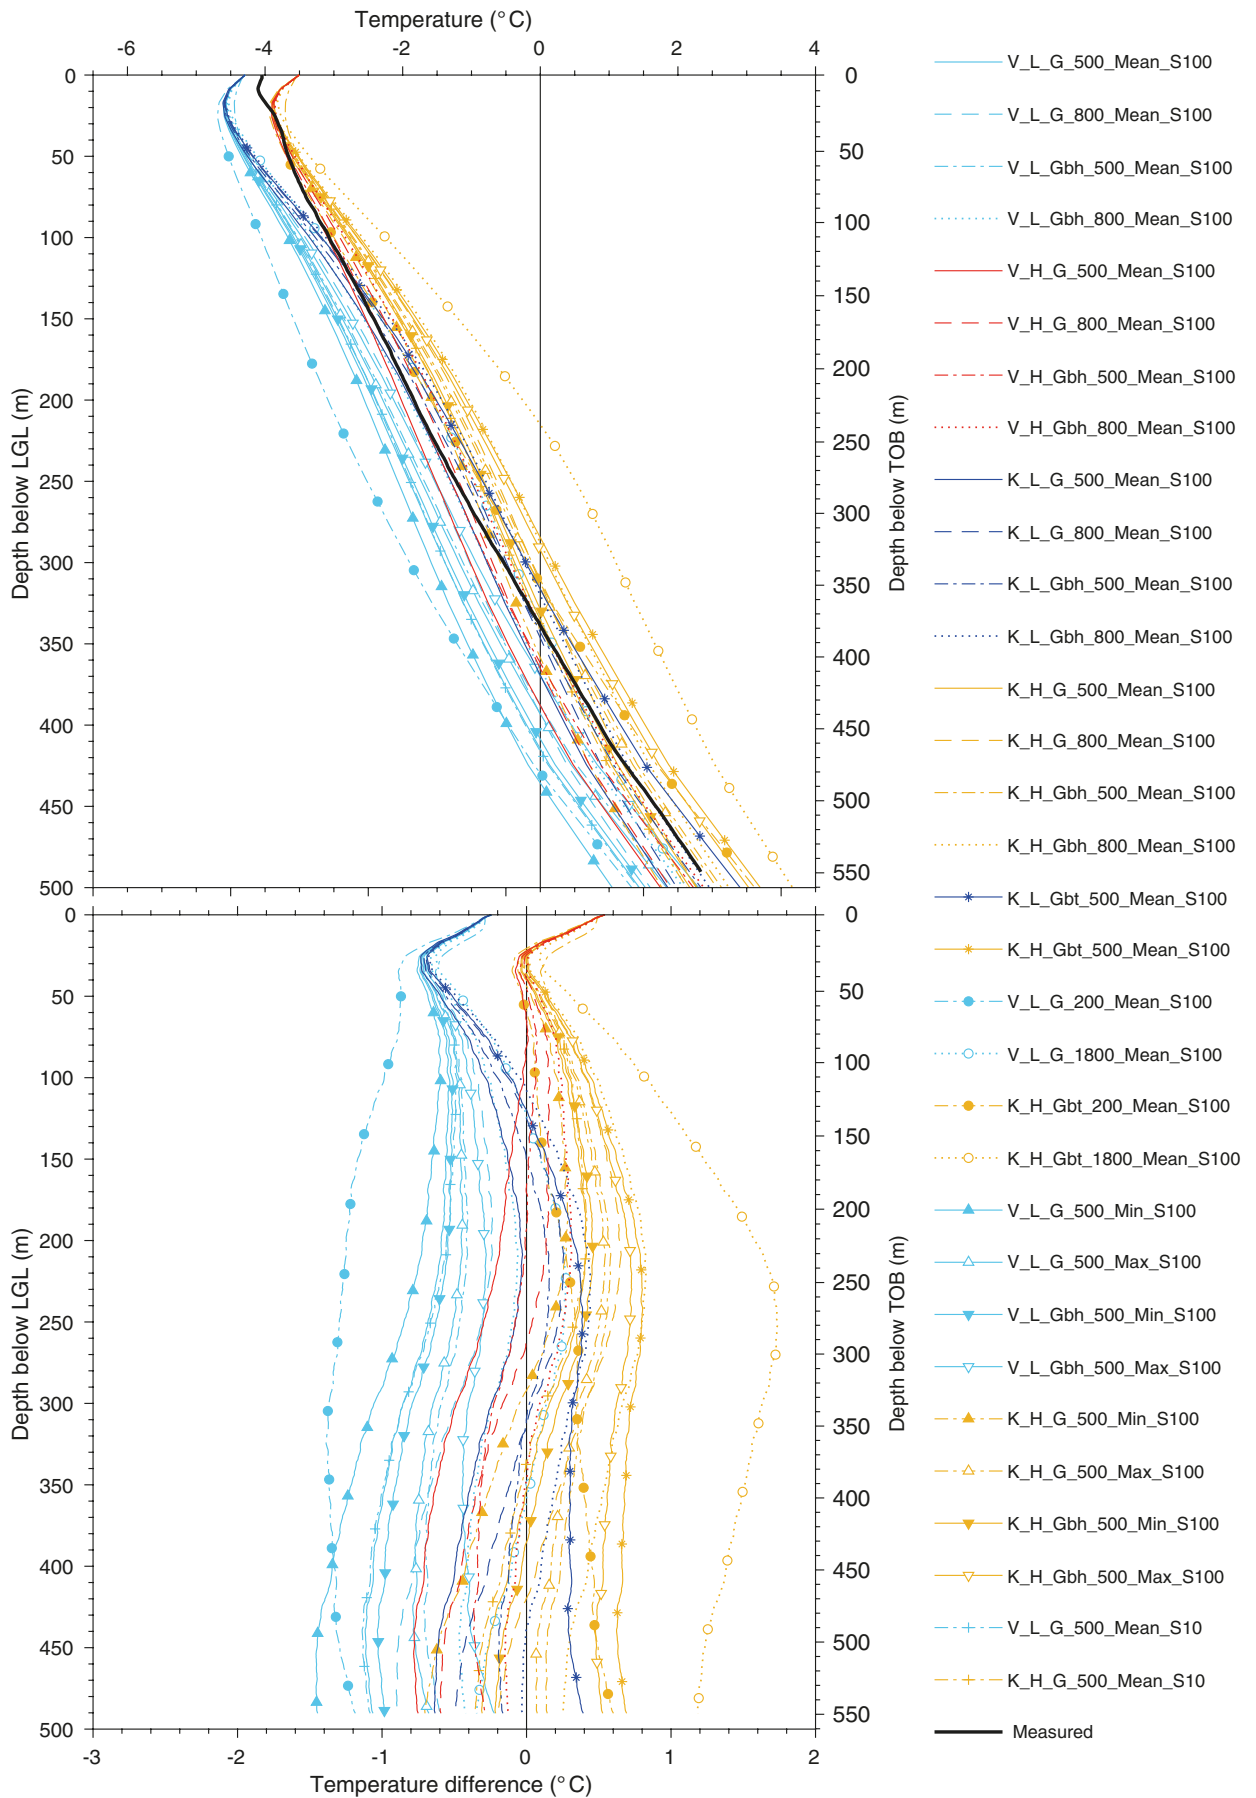 Temperature (°C)
-6 -4 -2 0 2 4
0 50 100 150 200 250 300 350 400 450 500
Depth below LGL (m)
0 50 100 150 200 250 300 350 400 450 500 550
Depth below TOB (m)
0 50 100 150 200 250 300 350 400 450 500
Depth below LGL (m)
0 50 100 150 200 250 300 350 400 450 500 550
Depth below TOB (m)
-3 -2 -1 0 1 2
Temperature difference (°C)
V_L_G_500_Mean_S100
V_L_G_800_Mean_S100
V_L_Gbh_500_Mean_S100
V_L_Gbh_800_Mean_S100
V_H_G_500_Mean_S100
V_H_G_800_Mean_S100
V_H_Gbh_500_Mean_S100
V_H_Gbh_800_Mean_S100
K_L_G_500_Mean_S100
K_L_G_800_Mean_S100
K_L_Gbh_500_Mean_S100
K_L_Gbh_800_Mean_S100
K_H_G_500_Mean_S100
K_H_G_800_Mean_S100
K_H_Gbh_500_Mean_S100
K_H_Gbh_800_Mean_S100
K_L_Gbt_500_Mean_S100
K_H_Gbt_500_Mean_S100
V_L_G_200_Mean_S100
V_L_G_1800_Mean_S100
K_H_Gbt_200_Mean_S100
K_H_Gbt_1800_Mean_S100
V_L_G_500_Min_S100
V_L_G_500_Max_S100
V_L_Gbh_500_Min_S100
V_L_Gbh_500_Max_S100
K_H_G_500_Min_S100
K_H_G_500_Max_S100
K_H_Gbh_500_Min_S100
K_H_Gbh_500_Max_S100
V_L_G_500_Mean_S10
K_H_G_500_Mean_S10
Measured